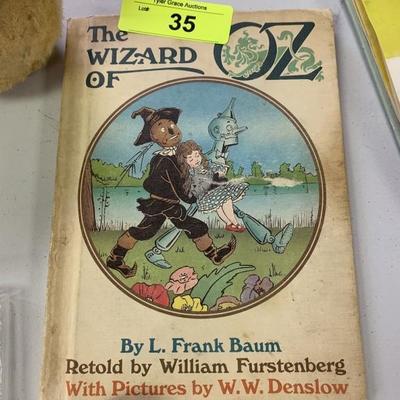 Tyler Grace Auctions
Lot# 35
The
WIZARD
OF OZ
By L. Frank Baum
Retold by William Furstenberg
With Pictures by W. W. Denslow